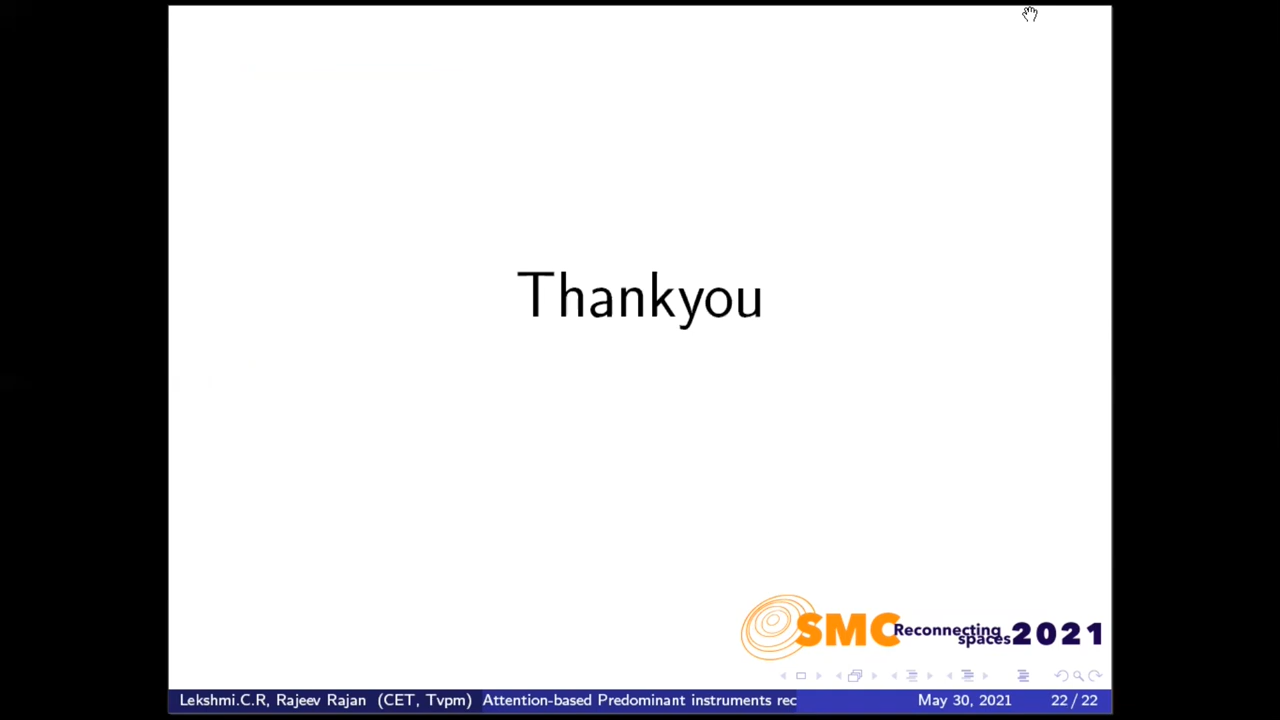 Thankyou
SMC Reconnecting spaces 2021
Lekshmi.C.R, Rajeev Rajan (CET, Tvpm) Attention-based Predominant instruments rec May 30, 2021 22 / 22